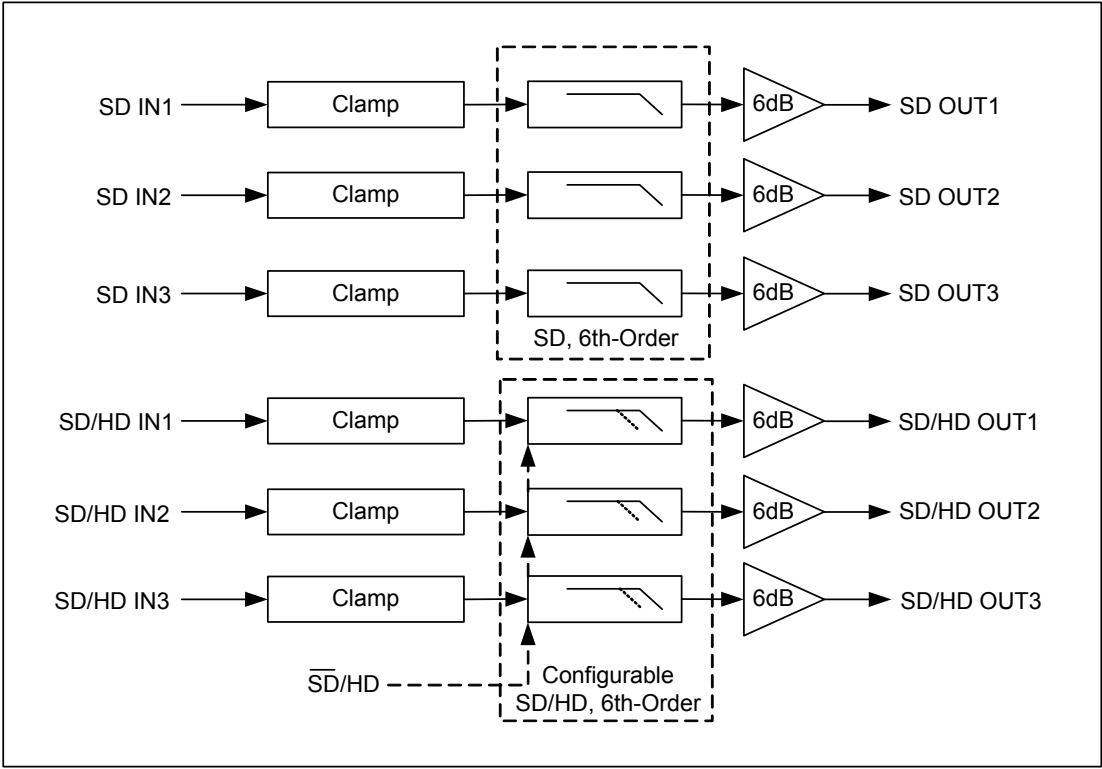 SD IN1 Clamp 6dB SD OUT1
SD IN2 Clamp 6dB SD OUT2
SD IN3 Clamp 6dB SD OUT3
SD, 6th-Order
SD/HD IN1 Clamp 6dB SD/HD OUT1
SD/HD IN2 Clamp 6dB SD/HD OUT2
SD/HD IN3 Clamp 6dB SD/HD OUT3
S̅D̅/HD
Configurable
SD/HD, 6th-Order